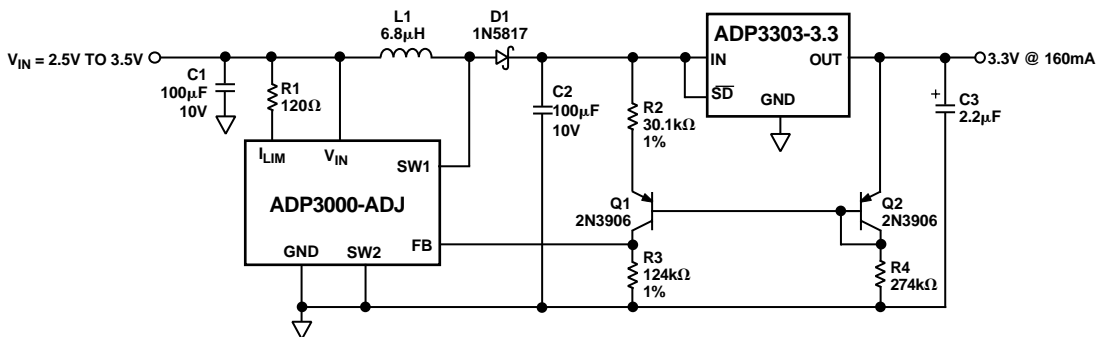 V_IN = 2.5V TO 3.5V
C1
100µF
10V
R1
120Ω
L1
6.8µH
D1
1N5817
C2
100µF
10V
R2
30.1kΩ
1%
ADP3303-3.3
IN
OUT
SD
GND
3.3V @ 160mA
+
C3
2.2µF
I_LIM
V_IN
SW1
ADP3000-ADJ
GND
SW2
FB
Q1
2N3906
Q2
2N3906
R3
124kΩ
1%
R4
274kΩ